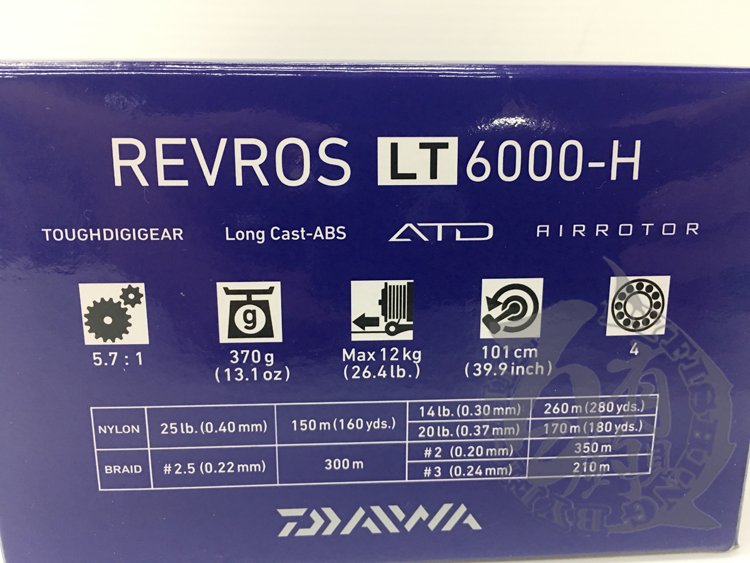 REVROS LT 6000-H
TOUGHDIGIGEAR Long Cast-ABS ATD AIRROTOR
g
5.7 : 1 370 g Max 12 kg 101 cm 4
(13.1 oz) (26.4 lb.) (39.9 inch)
NYLON 25 lb. (0.40 mm) 150 m (160 yds.) 14 lb. (0.30 mm) 260 m (280 yds.)
20 lb. (0.37 mm) 170 m (180 yds.)
BRAID #2.5 (0.22 mm) 300 m #2 (0.20 mm) 350 m
#3 (0.24 mm) 210 m
DAIWA